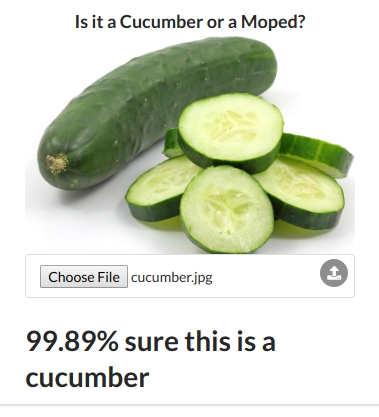 Is it a Cucumber or a Moped?
Choose File cucumber.jpg
99.89% sure this is a
cucumber